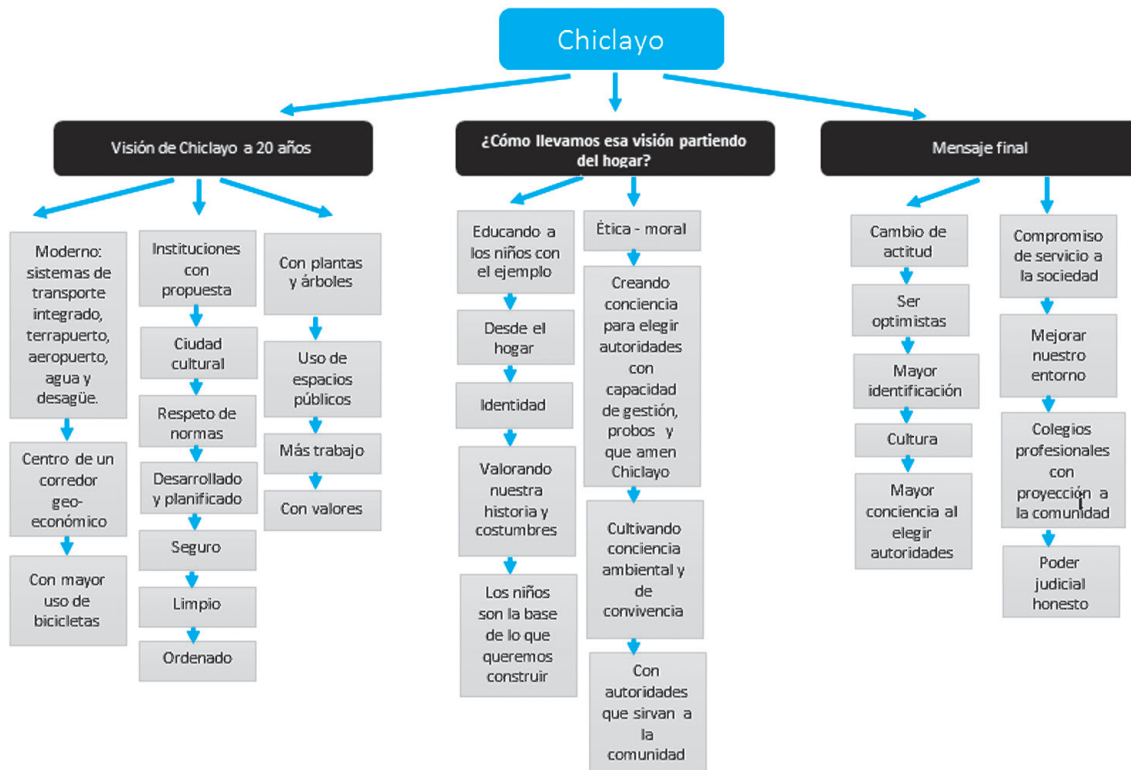 Chiclayo
Visión de Chiclayo a 20 años
Moderno:
sistemas de
transporte
integrado,
terrapuerto,
aeropuerto,
agua y
desagüe.
Centro de un
corredor
geo-
económico
Con mayor
uso de
bicicletas
Instituciones
con
propuesta
Ciudad
cultural
Respeto de
normas
Desarrollado
y planificado
Seguro
Limpio
Ordenado
Con plantas
y árboles
Uso de
espacios
públicos
Más trabajo
Con valores
¿Cómo llevamos esa visión partiendo
del hogar?
Educando a
los niños con
el ejemplo
Desde el
hogar
Identidad
Valorando
nuestra
historia y
costumbres
Los niños
son la base
de lo que
queremos
construir
Ética - moral
Creando
conciencia
para elegir
autoridades
con
capacidad
de gestión,
probos y
que amen
Chiclayo
Cultivando
conciencia
ambiental y
de
convivencia
Con
autoridades
que sirvan a
la
comunidad
Mensaje final
Cambio de
actitud
Ser
optimistas
Mayor
identificación
Cultura
Mayor
conciencia al
elegir
autoridades
Compromiso
de servicio a
la sociedad
Mejorar
nuestro
entorno
Colegios
profesionales
con
proyección a
la comunidad
Poder
judicial
honesto